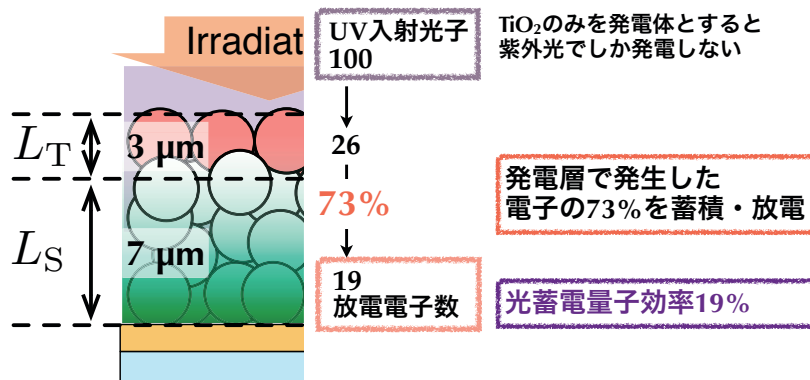 Irradiat
UV入射光子
100
TiO₂のみを発電体とすると
紫外光でしか発電しない
L_T
3 μm
26
73%
発電層で発生した
電子の73%を蓄積・放電
L_S
7 μm
19
放電電子数
光蓄電量子効率19%